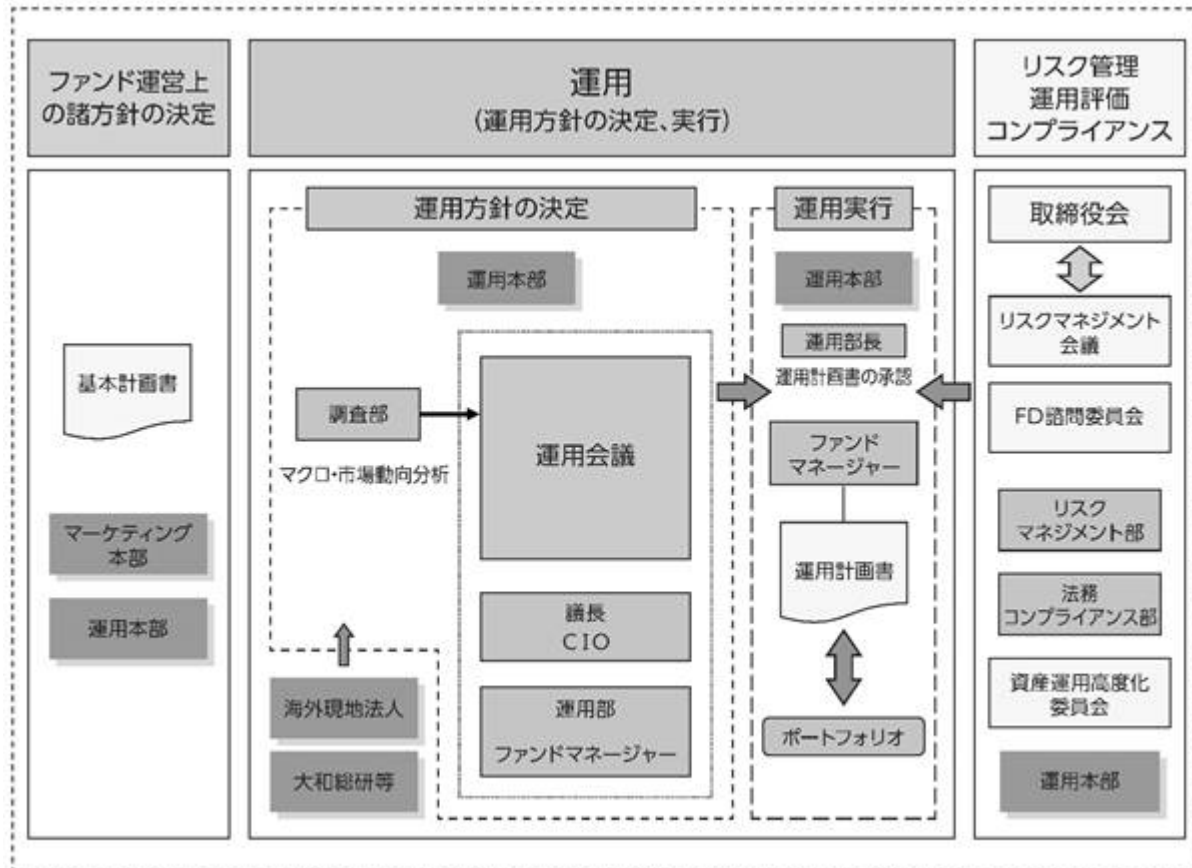 ファンド運営上
の諸方針の決定
運用
(運用方針の決定、実行)
リスク管理
運用評価
コンプライアンス
基本計画書
マーケティング
本部
運用本部
運用方針の決定
運用本部
調査部
マクロ・市場動向分析
運用会議
議長
CIO
運用部
ファンドマネージャー
海外現地法人
大和総研等
運用実行
運用本部
運用部長
運用計画書の承認
ファンド
マネージャー
運用計画書
ポートフォリオ
取締役会
リスクマネジメント
会議
FD諮問委員会
リスク
マネジメント部
法務
コンプライアンス部
資産運用高度化
委員会
運用本部